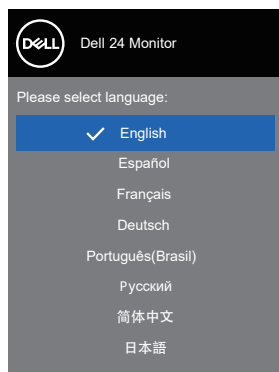 DELL
Dell 24 Monitor
Please select language:
English
Español
Français
Deutsch
Português(Brasil)
Русский
简体中文
日本語